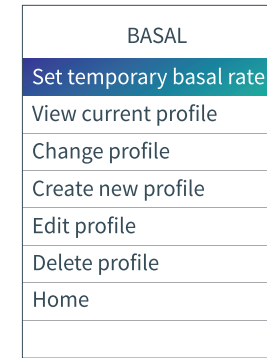 BASAL
Set temporary basal rate
View current profile
Change profile
Create new profile
Edit profile
Delete profile
Home